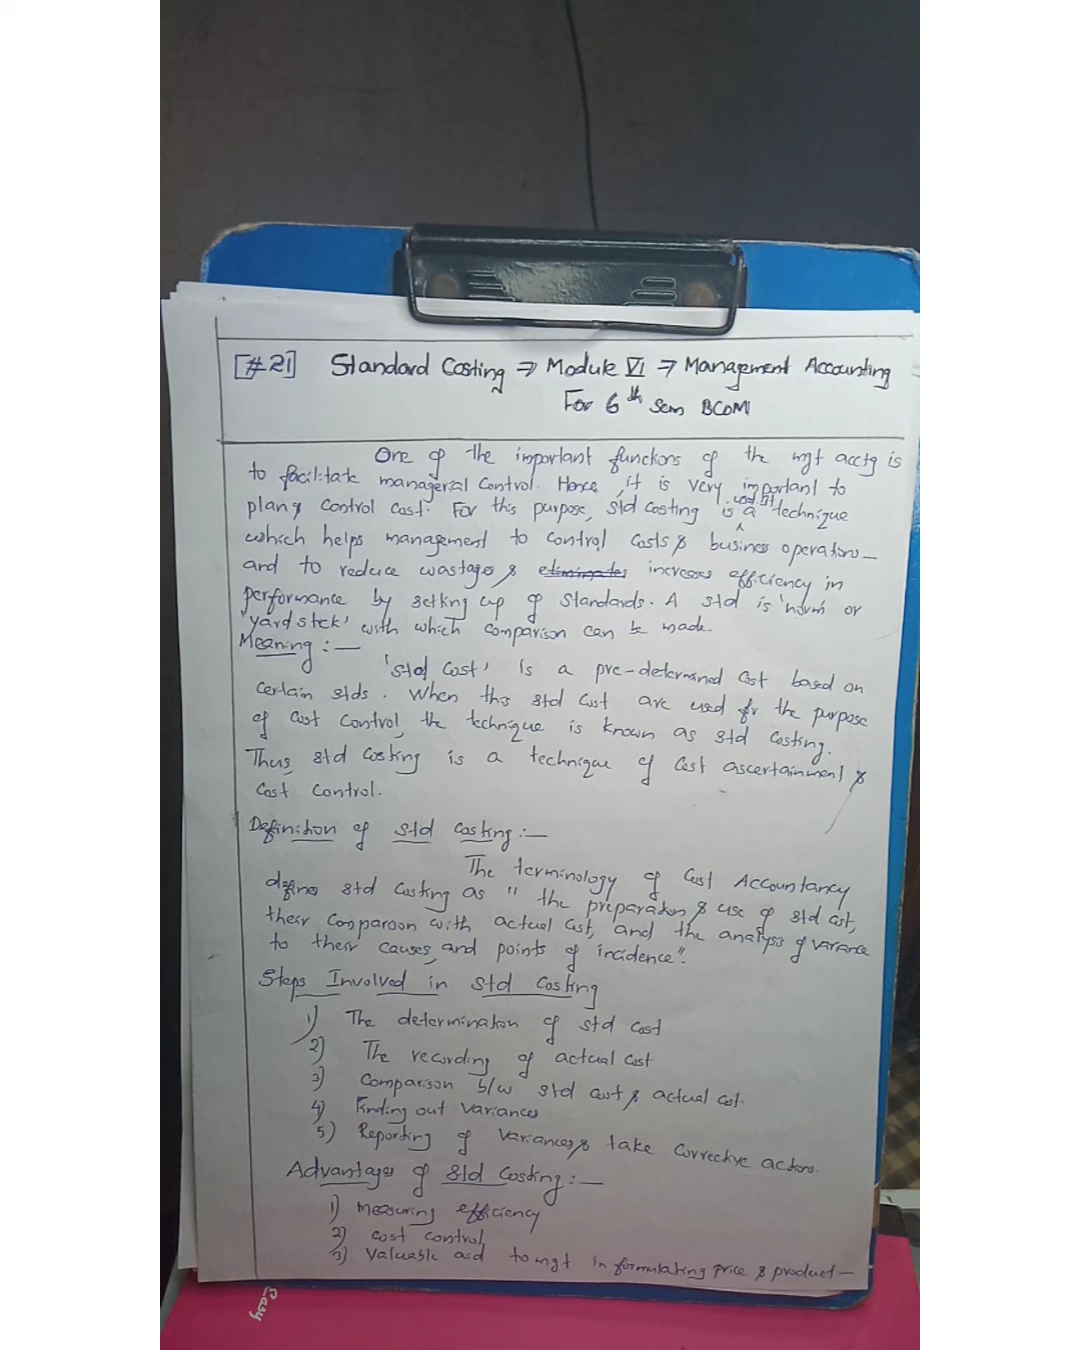 [#21] Standard Costing ⇒ Module VI ⇒ Management Accounting
For 6th Sem BCOM
One of the important functions of the mgt acctg is
to facilitate managerial control. Hence, it is very important to
plan & control cost. For this purpose, std costing is a useful technique
which helps management to control costs & business operations
and to reduce wastages & eliminates increases efficiency in
performance by setting up of standards. A std is 'norm' or
'yardstick' with which comparison can be made.
Meaning :—
'std cost' is a pre-determined cost based on
certain stds. When this std cost are used for the purpose
of cost control, the technique is known as std costing.
Thus, std costing is a technique of cost ascertainment &
cost control.
Definition of std costing :—
The terminology of Cost Accountancy
defines std costing as " the preparation & use of std cost,
their comparison with actual cost, and the analysis of variance
to their causes, and points of incidence".
Steps Involved in Std Costing
1) The determination of std cost
2) The recording of actual cost
3) Comparison b/w std cost & actual cost.
4) Finding out variances
5) Reporting of variances & take corrective actions.
Advantages of Std Costing :—
1) measuring efficiency
2) cost control
3) Valuable aid to mgt in formulating price & product —
Easy